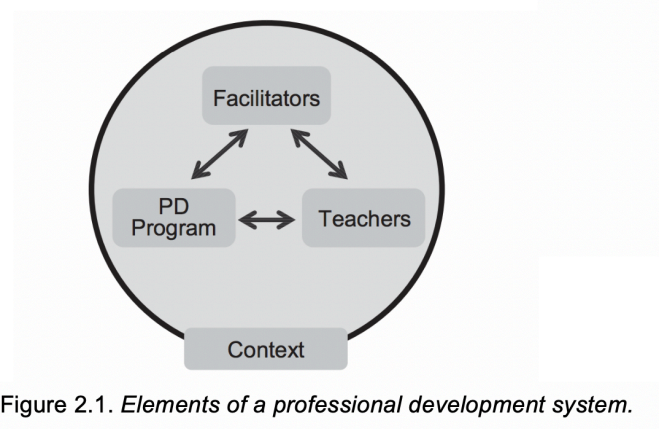 Facilitators
PD
Program
Teachers
Context
Figure 2.1. Elements of a professional development system.